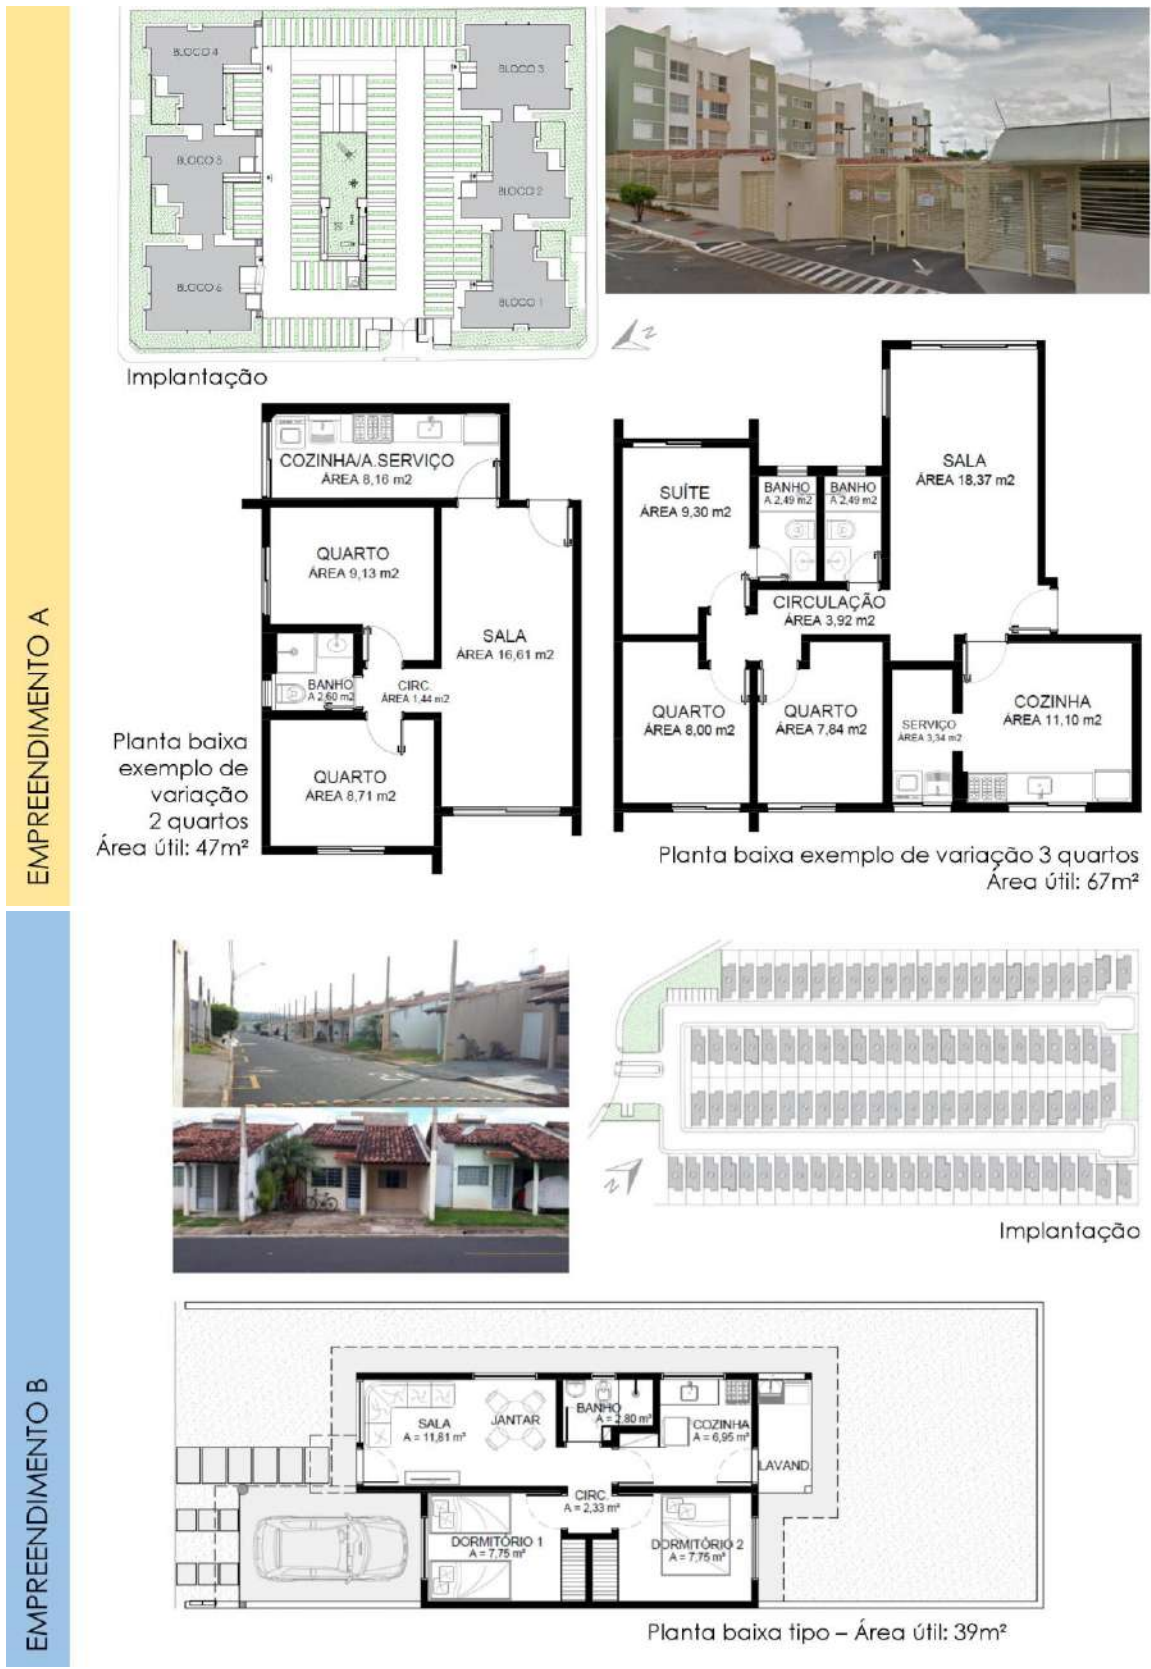 EMPREENDIMENTO A
BLOCO 4
BLOCO 3
BLOCO 5
BLOCO 2
BLOCO 6
BLOCO 1
Implantação
Z
COZINHA/A.SERVIÇO
ÁREA 8,16 m2
QUARTO
ÁREA 9,13 m2
SALA
ÁREA 16,61 m2
BANHO
A 2,60 m2
CIRC.
ÁREA 1,44 m2
QUARTO
ÁREA 8,71 m2
Planta baixa
exemplo de
variação
2 quartos
Área útil: 47m²
SUÍTE
ÁREA 9,30 m2
BANHO
A 2,49 m2
BANHO
A 2,49 m2
SALA
ÁREA 18,37 m2
CIRCULAÇÃO
ÁREA 3,92 m2
QUARTO
ÁREA 8,00 m2
QUARTO
ÁREA 7,84 m2
SERVIÇO
ÁREA 3,34 m2
COZINHA
ÁREA 11,10 m2
Planta baixa exemplo de variação 3 quartos
Área útil: 67m²
EMPREENDIMENTO B
Z
Implantação
SALA
A = 11,81 m²
JANTAR
BANHO
A = 2,80 m²
COZINHA
A = 6,95 m²
LAVAND.
CIRC.
A = 2,33 m²
DORMITÓRIO 1
A = 7,75 m²
DORMITÓRIO 2
A = 7,75 m²
Planta baixa tipo – Área útil: 39m²